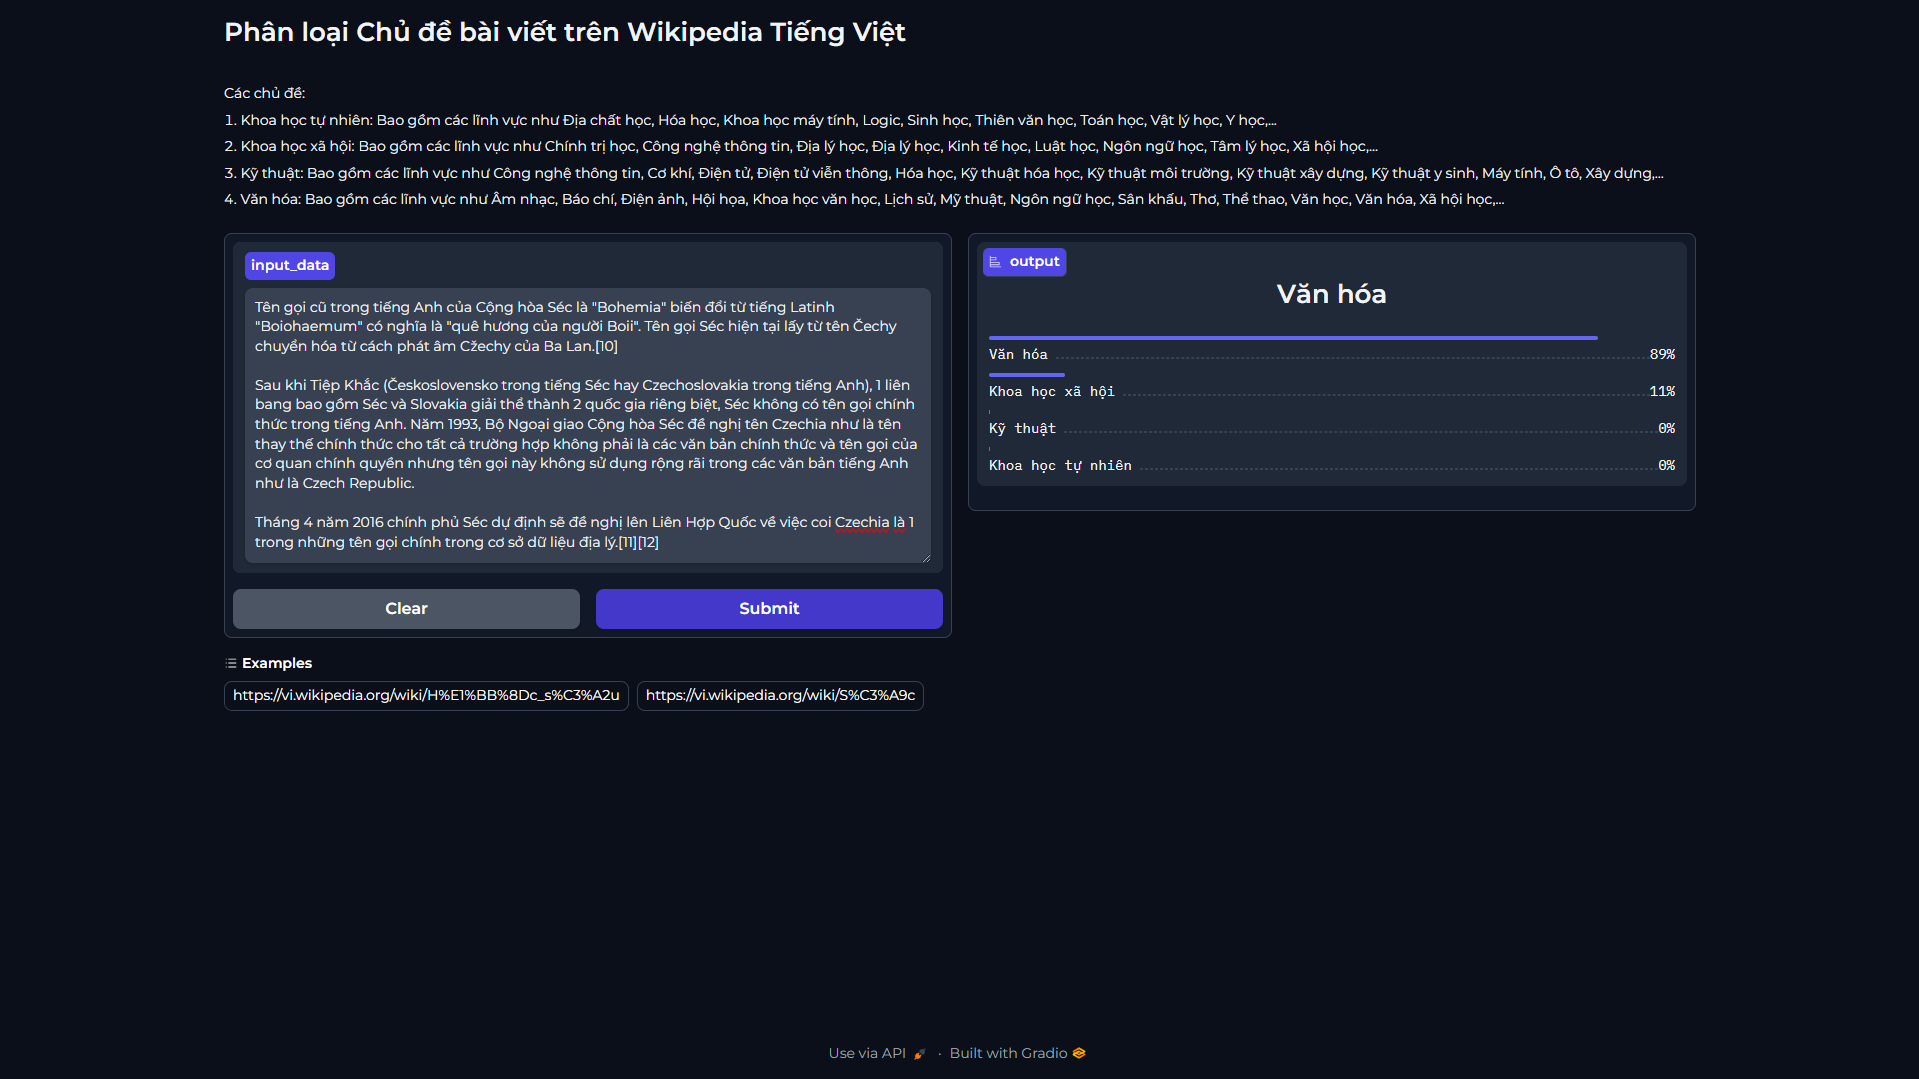 Phân loại Chủ đề bài viết trên Wikipedia Tiếng Việt
Các chủ đề:
1. Khoa học tự nhiên: Bao gồm các lĩnh vực như Địa chất học, Hóa học, Khoa học máy tính, Logic, Sinh học, Thiên văn học, Toán học, Vật lý học, Y học,...
2. Khoa học xã hội: Bao gồm các lĩnh vực như Chính trị học, Công nghệ thông tin, Địa lý học, Địa lý học, Kinh tế học, Luật học, Ngôn ngữ học, Tâm lý học, Xã hội học,...
3. Kỹ thuật: Bao gồm các lĩnh vực như Công nghệ thông tin, Cơ khí, Điện tử, Điện tử viễn thông, Hóa học, Kỹ thuật hóa học, Kỹ thuật môi trường, Kỹ thuật xây dựng, Kỹ thuật y sinh, Máy tính, Ô tô, Xây dựng,...
4. Văn hóa: Bao gồm các lĩnh vực như Âm nhạc, Báo chí, Điện ảnh, Hội họa, Khoa học văn học, Lịch sử, Mỹ thuật, Ngôn ngữ học, Sân khấu, Thơ, Thể thao, Văn học, Văn hóa, Xã hội học,...
input_data
Tên gọi cũ trong tiếng Anh của Cộng hòa Séc là "Bohemia" biến đổi từ tiếng Latinh
"Boiohaemum" có nghĩa là "quê hương của người Boii". Tên gọi Séc hiện tại lấy từ tên Čechy
chuyển hóa từ cách phát âm Cžechy của Ba Lan.[10]
Sau khi Tiệp Khắc (Československo trong tiếng Séc hay Czechoslovakia trong tiếng Anh), 1 liên
bang bao gồm Séc và Slovakia giải thể thành 2 quốc gia riêng biệt, Séc không có tên gọi chính
thức trong tiếng Anh. Năm 1993, Bộ Ngoại giao Cộng hòa Séc đề nghị tên Czechia như là tên
thay thế chính thức cho tất cả trường hợp không phải là các văn bản chính thức và tên gọi của
cơ quan chính quyền nhưng tên gọi này không sử dụng rộng rãi trong các văn bản tiếng Anh
như là Czech Republic.
Tháng 4 năm 2016 chính phủ Séc dự định sẽ đề nghị lên Liên Hợp Quốc về việc coi Czechia là 1
trong những tên gọi chính trong cơ sở dữ liệu địa lý.[11][12]
Clear
Submit
Examples
https://vi.wikipedia.org/wiki/H%E1%BB%8Dc_s%C3%A2u
https://vi.wikipedia.org/wiki/S%C3%A9c
output
Văn hóa
Văn hóa 89%
Khoa học xã hội 11%
Kỹ thuật 0%
Khoa học tự nhiên 0%
Use via API · Built with Gradio